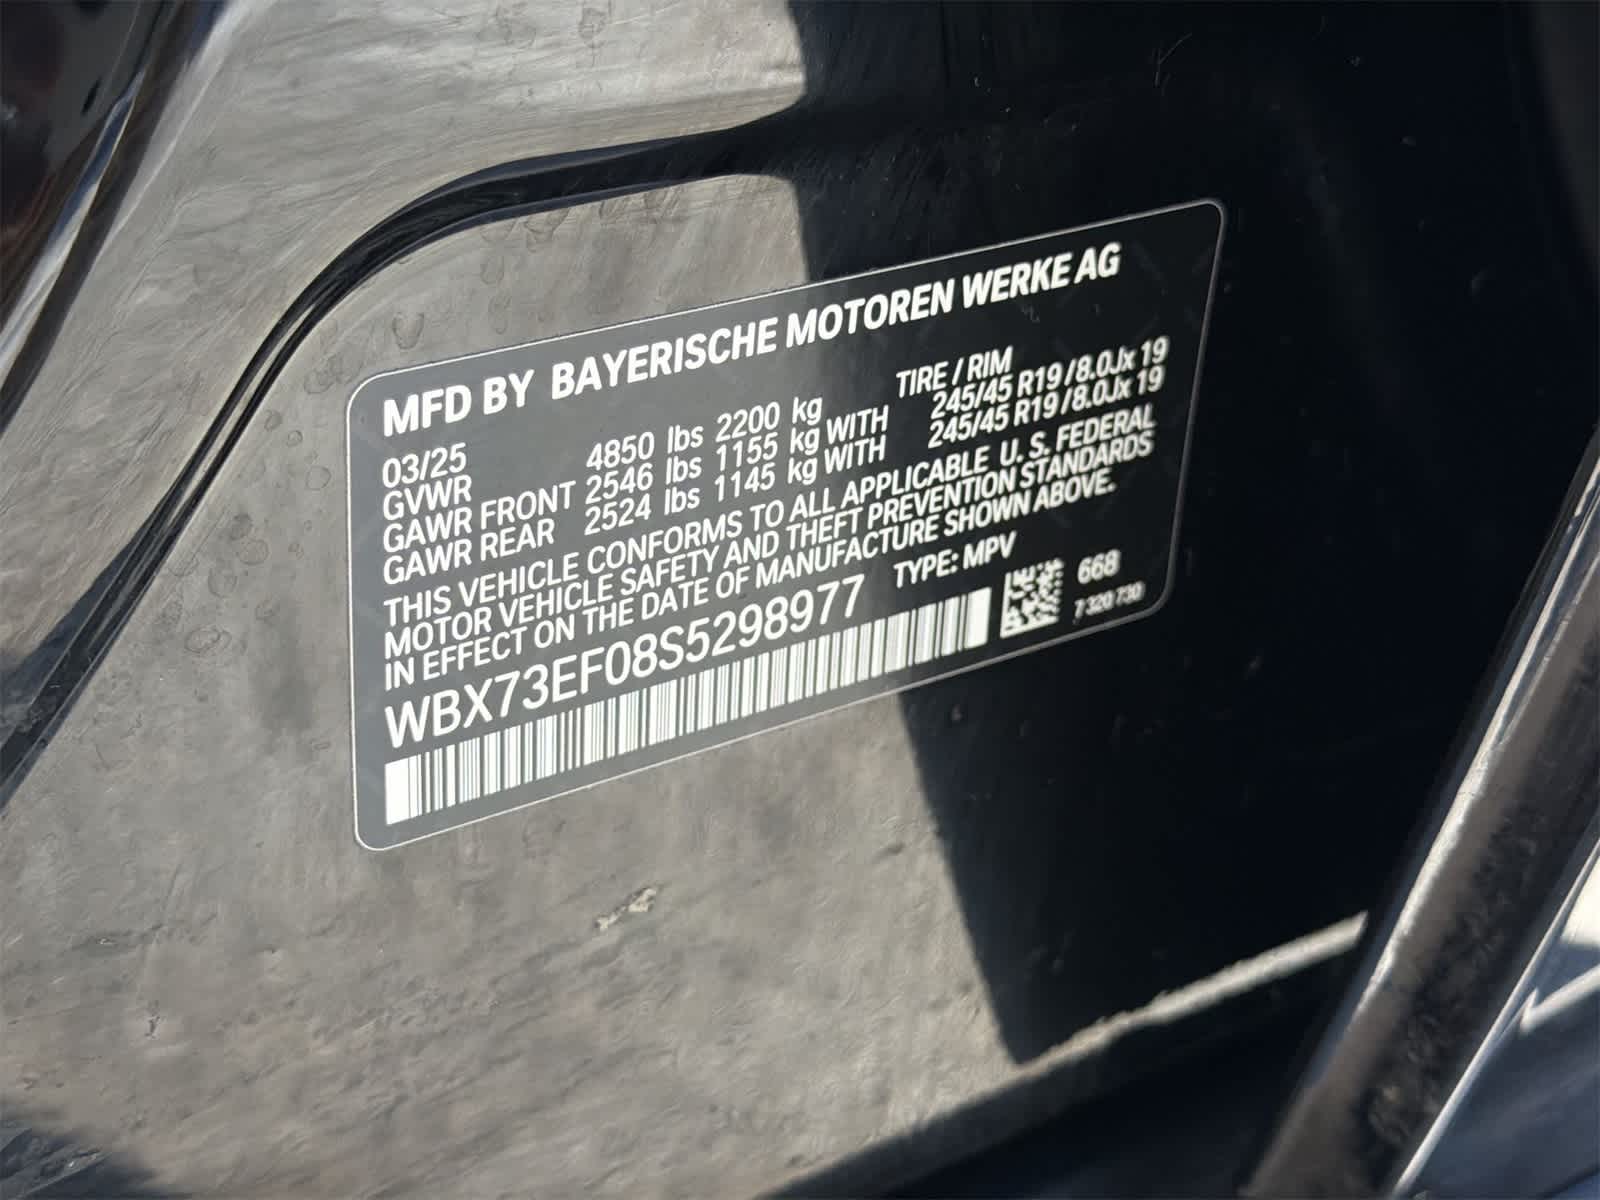 MFD BY BAYERISCHE MOTOREN WERKE AG
03/25
TIRE / RIM
GVWR 4850 lbs 2200 kg
GAWR FRONT 2546 lbs 1155 kg WITH 245/45 R19 / 8.0Jx 19
GAWR REAR 2524 lbs 1145 kg WITH 245/45 R19 / 8.0Jx 19
THIS VEHICLE CONFORMS TO ALL APPLICABLE U. S. FEDERAL
MOTOR VEHICLE SAFETY AND THEFT PREVENTION STANDARDS
IN EFFECT ON THE DATE OF MANUFACTURE SHOWN ABOVE.
WBX73EF08S5298977 TYPE: MPV
668
7 320 730